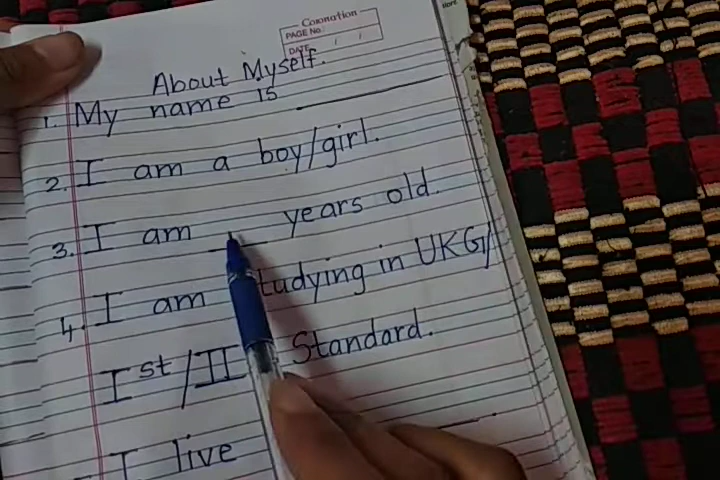 Coronation
PAGE No.
DATE
About Myself.
1. My name is
2. I am a boy/girl.
3. I am ___ years old.
4. I am studying in UKG/
Ist/II Standard.
I live